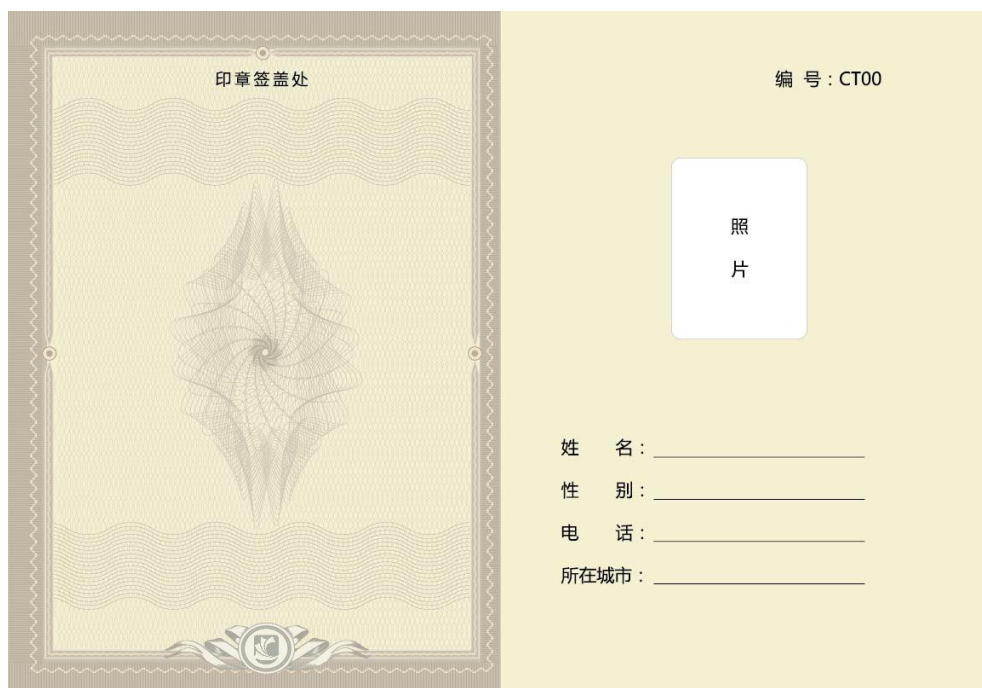 印章签盖处
编 号：CT00
照
片
姓 名：
性 别：
电 话：
所在城市：